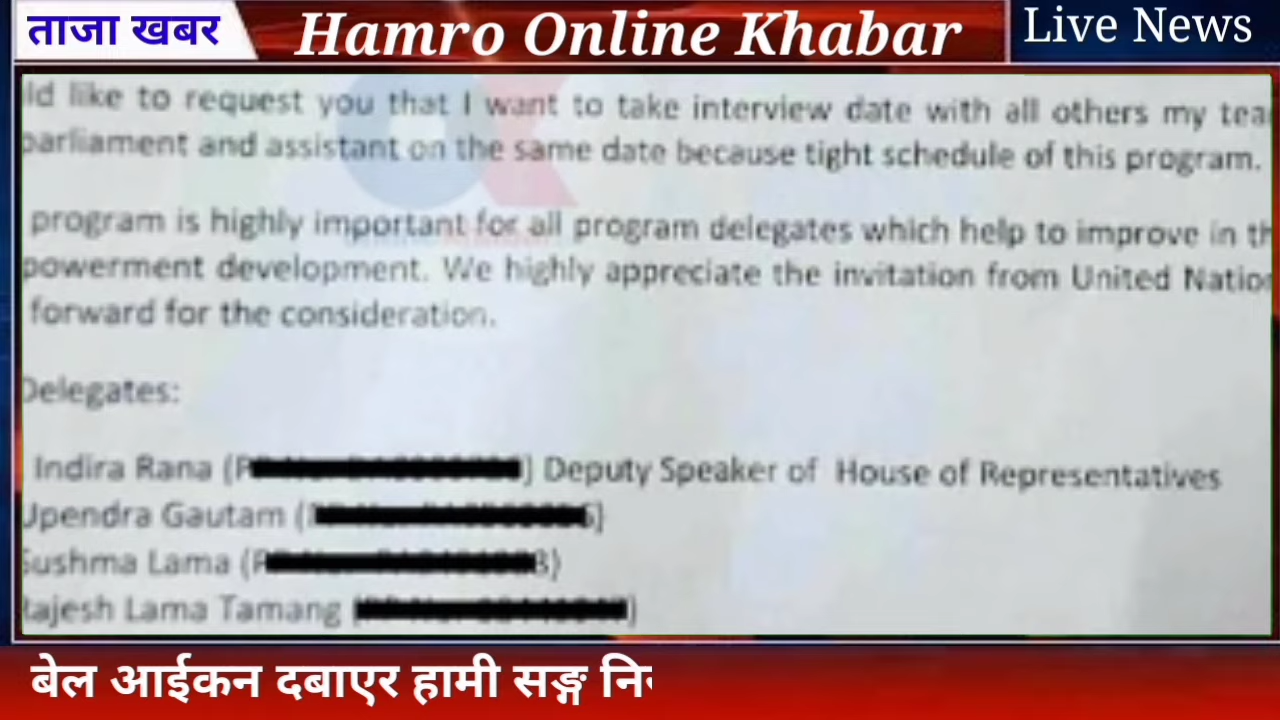 ताजा खबर
Hamro Online Khabar
Live News
ld like to request you that I want to take interview date with all others my tea
parliament and assistant on the same date because tight schedule of this program.
program is highly important for all program delegates which help to improve in th
powerment development. We highly appreciate the invitation from United Nation
forward for the consideration.
Delegates:
Indira Rana (P ) Deputy Speaker of House of Representatives
Upendra Gautam ( )
Sushma Lama (P )
Rajesh Lama Tamang ( )
बेल आईकन दबाएर हामी सङ्ग